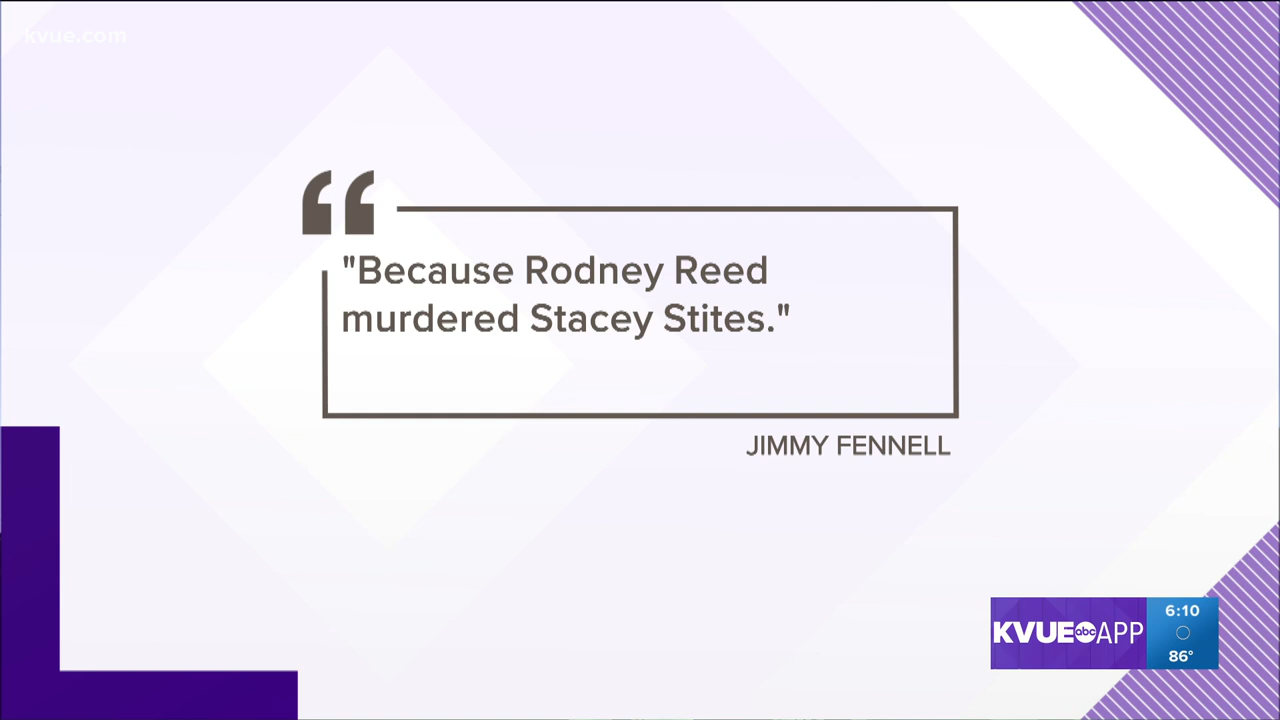 kvue.com
"Because Rodney Reed
murdered Stacey Stites."
JIMMY FENNELL
KVUE abc APP
6:10
86°